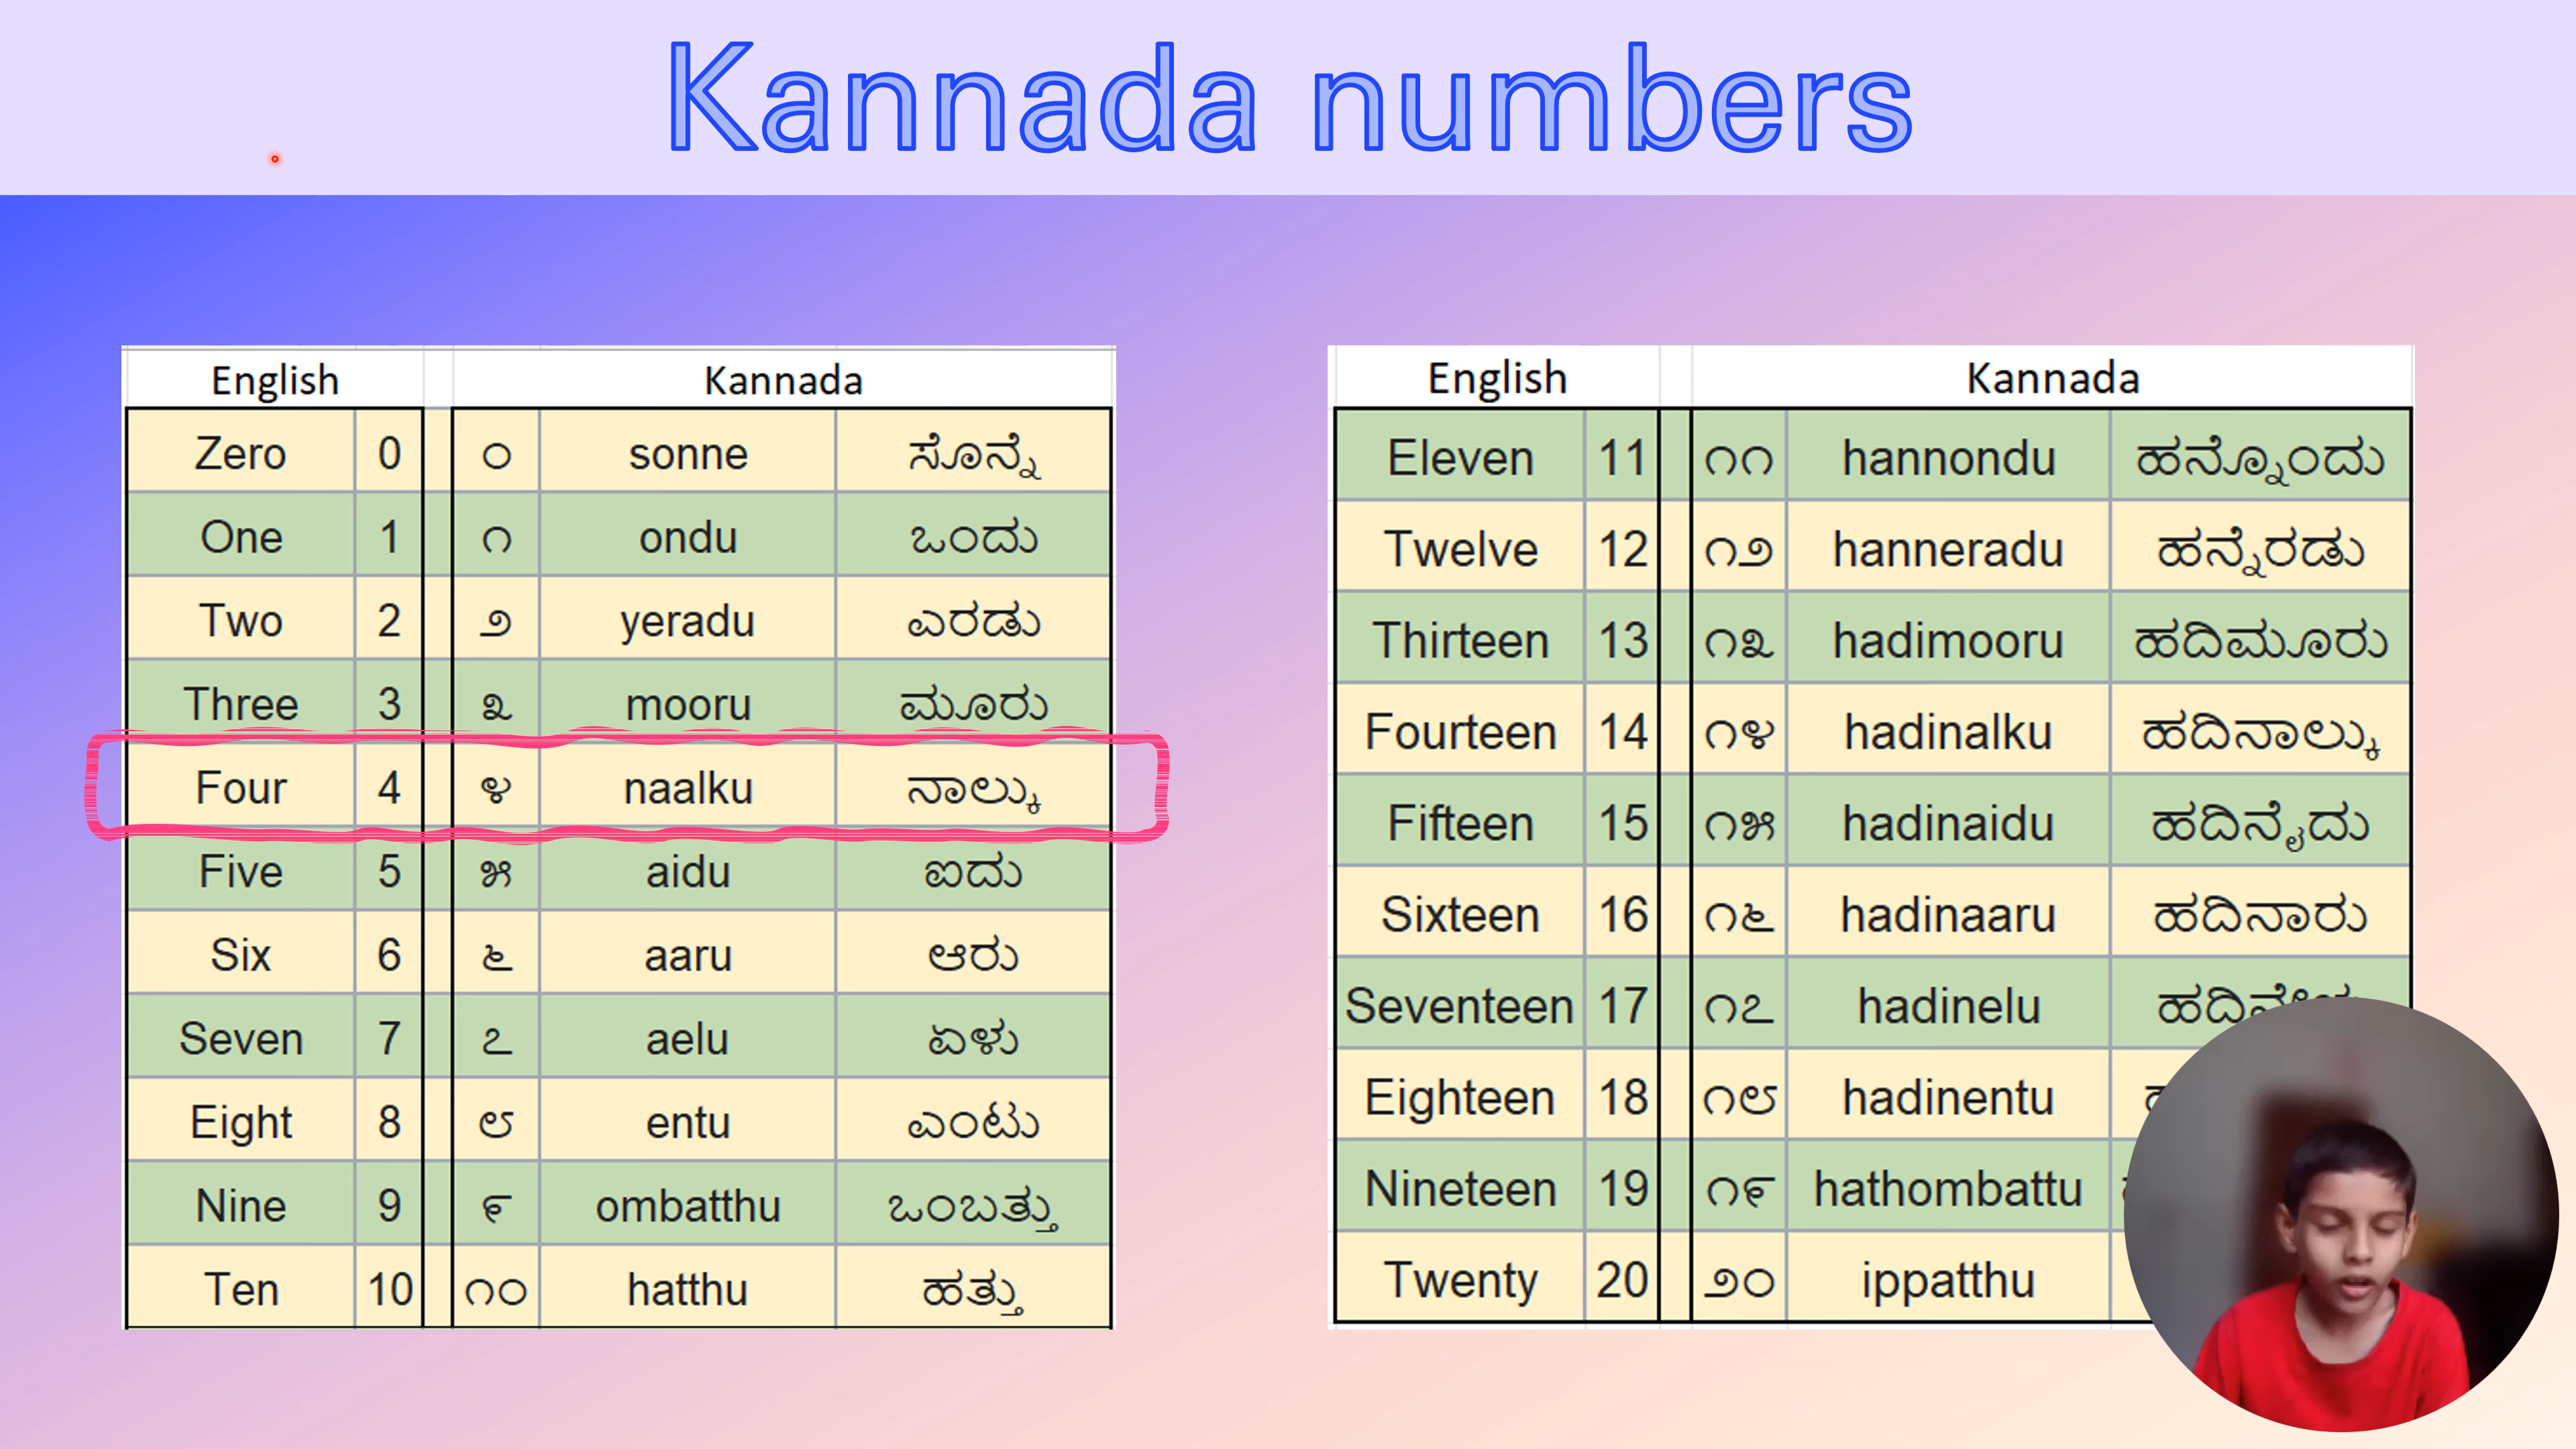 Kannada numbers
English Kannada
Zero 0 ೦ sonne ಸೊನ್ನೆ
One 1 ೧ ondu ಒಂದು
Two 2 ೨ yeradu ಎರಡು
Three 3 ೩ mooru ಮೂರು
Four 4 ೪ naalku ನಾಲ್ಕು
Five 5 ೫ aidu ಐದು
Six 6 ೬ aaru ಆರು
Seven 7 ೭ aelu ಏಳು
Eight 8 ೮ entu ಎಂಟು
Nine 9 ೯ ombatthu ಒಂಬತ್ತು
Ten 10 ೧೦ hatthu ಹತ್ತು
English Kannada
Eleven 11 ೧೧ hannondu ಹನ್ನೊಂದು
Twelve 12 ೧೨ hanneradu ಹನ್ನೆರಡು
Thirteen 13 ೧೩ hadimooru ಹದಿಮೂರು
Fourteen 14 ೧೪ hadinalku ಹದಿನಾಲ್ಕು
Fifteen 15 ೧೫ hadinaidu ಹದಿನೈದು
Sixteen 16 ೧೬ hadinaaru ಹದಿನಾರು
Seventeen 17 ೧೭ hadinelu
Eighteen 18 ೧೮ hadinentu
Nineteen 19 ೧೯ hathombattu
Twenty 20 ೨೦ ippatthu